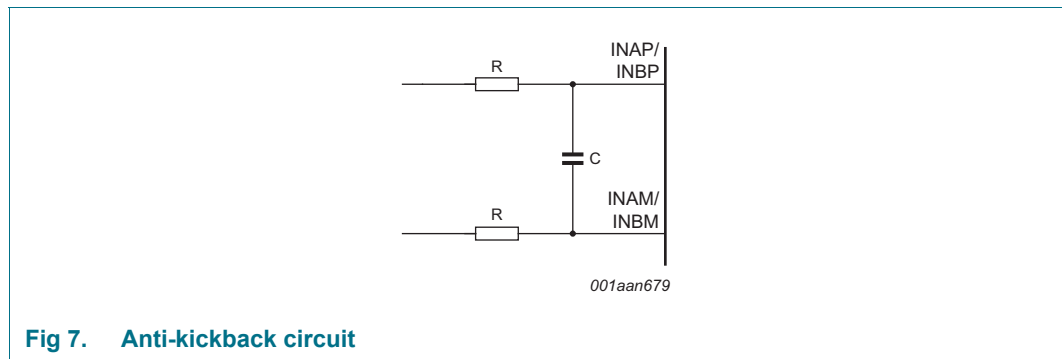 INAP/
INBP
R
C
INAM/
INBM
R
001aan679
Fig 7. Anti-kickback circuit